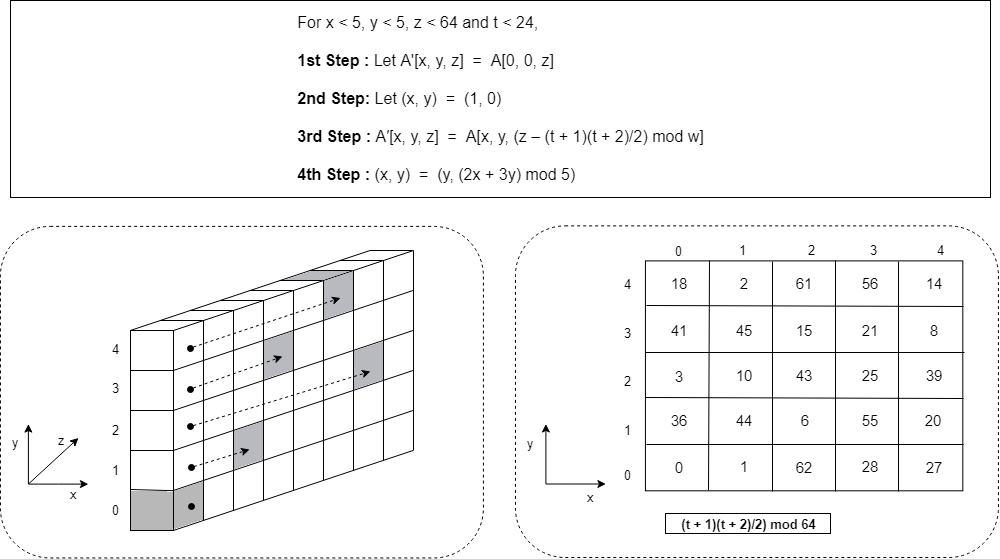 For x < 5, y < 5, z < 64 and t < 24,
1st Step : Let A'[x, y, z] = A[0, 0, z]
2nd Step: Let (x, y) = (1, 0)
3rd Step : A'[x, y, z] = A[x, y, (z – (t + 1)(t + 2)/2) mod w]
4th Step : (x, y) = (y, (2x + 3y) mod 5)
4
3
2
1
0
y
z
x
0 1 2 3 4
4 18 2 61 56 14
3 41 45 15 21 8
2 3 10 43 25 39
1 36 44 6 55 20
0 0 1 62 28 27
y
x
(t + 1)(t + 2)/2) mod 64